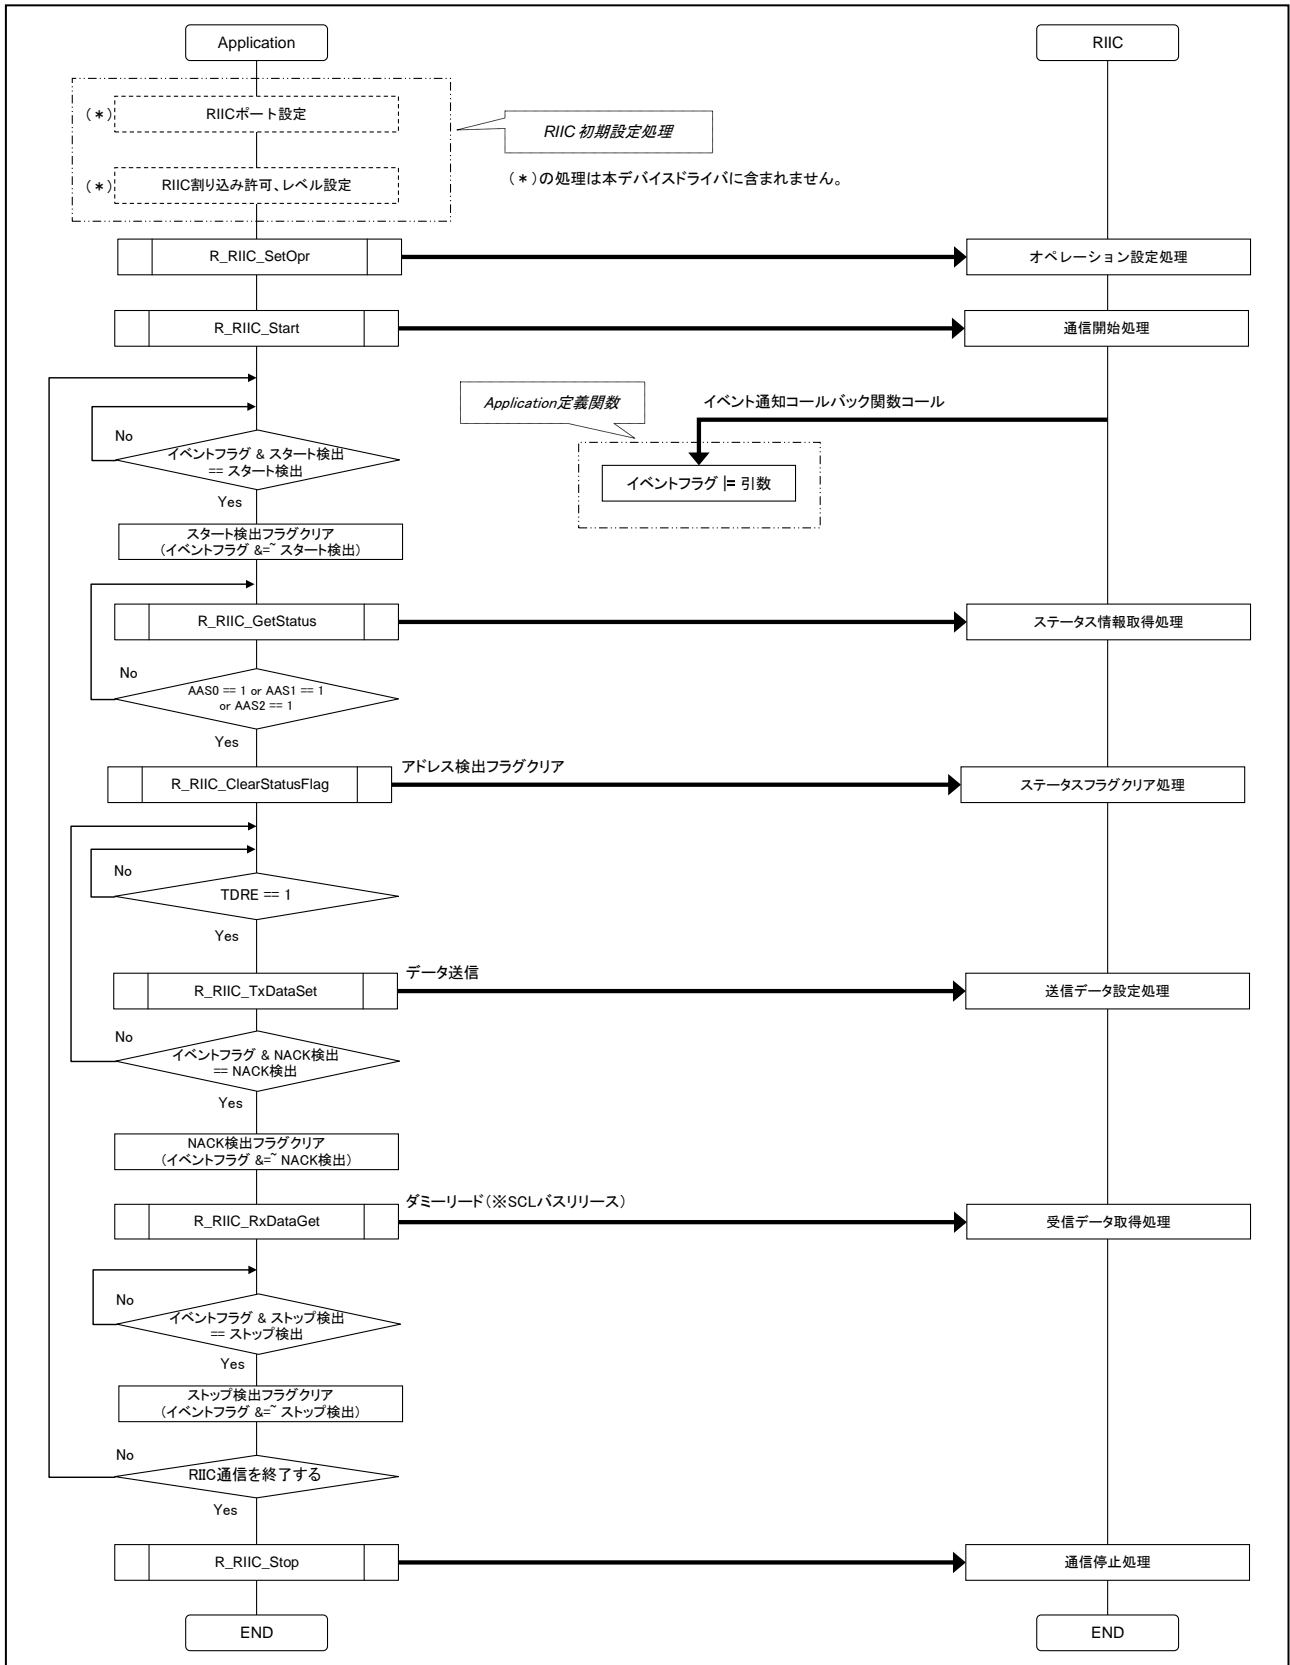 Application
RIIC
(*)
RIICポート設定
RIIC 初期設定処理
(*)
RIIC割り込み許可、レベル設定
(*)の処理は本デバイスドライバに含まれません。
R_RIIC_SetOpr
オペレーション設定処理
R_RIIC_Start
通信開始処理
Application定義関数
イベント通知コールバック関数コール
No
イベントフラグ & スタート検出
== スタート検出
イベントフラグ |= 引数
Yes
スタート検出フラグクリア
(イベントフラグ &=~ スタート検出)
R_RIIC_GetStatus
ステータス情報取得処理
No
AAS0 == 1 or AAS1 == 1
or AAS2 == 1
Yes
アドレス検出フラグクリア
R_RIIC_ClearStatusFlag
ステータスフラグクリア処理
No
TDRE == 1
Yes
データ送信
R_RIIC_TxDataSet
送信データ設定処理
No
イベントフラグ & NACK検出
== NACK検出
Yes
NACK検出フラグクリア
(イベントフラグ &=~ NACK検出)
ダミーリード(※SCLバスリリース)
R_RIIC_RxDataGet
受信データ取得処理
No
イベントフラグ & ストップ検出
== ストップ検出
Yes
ストップ検出フラグクリア
(イベントフラグ &=~ ストップ検出)
No
RIIC通信を終了する
Yes
R_RIIC_Stop
通信停止処理
END
END